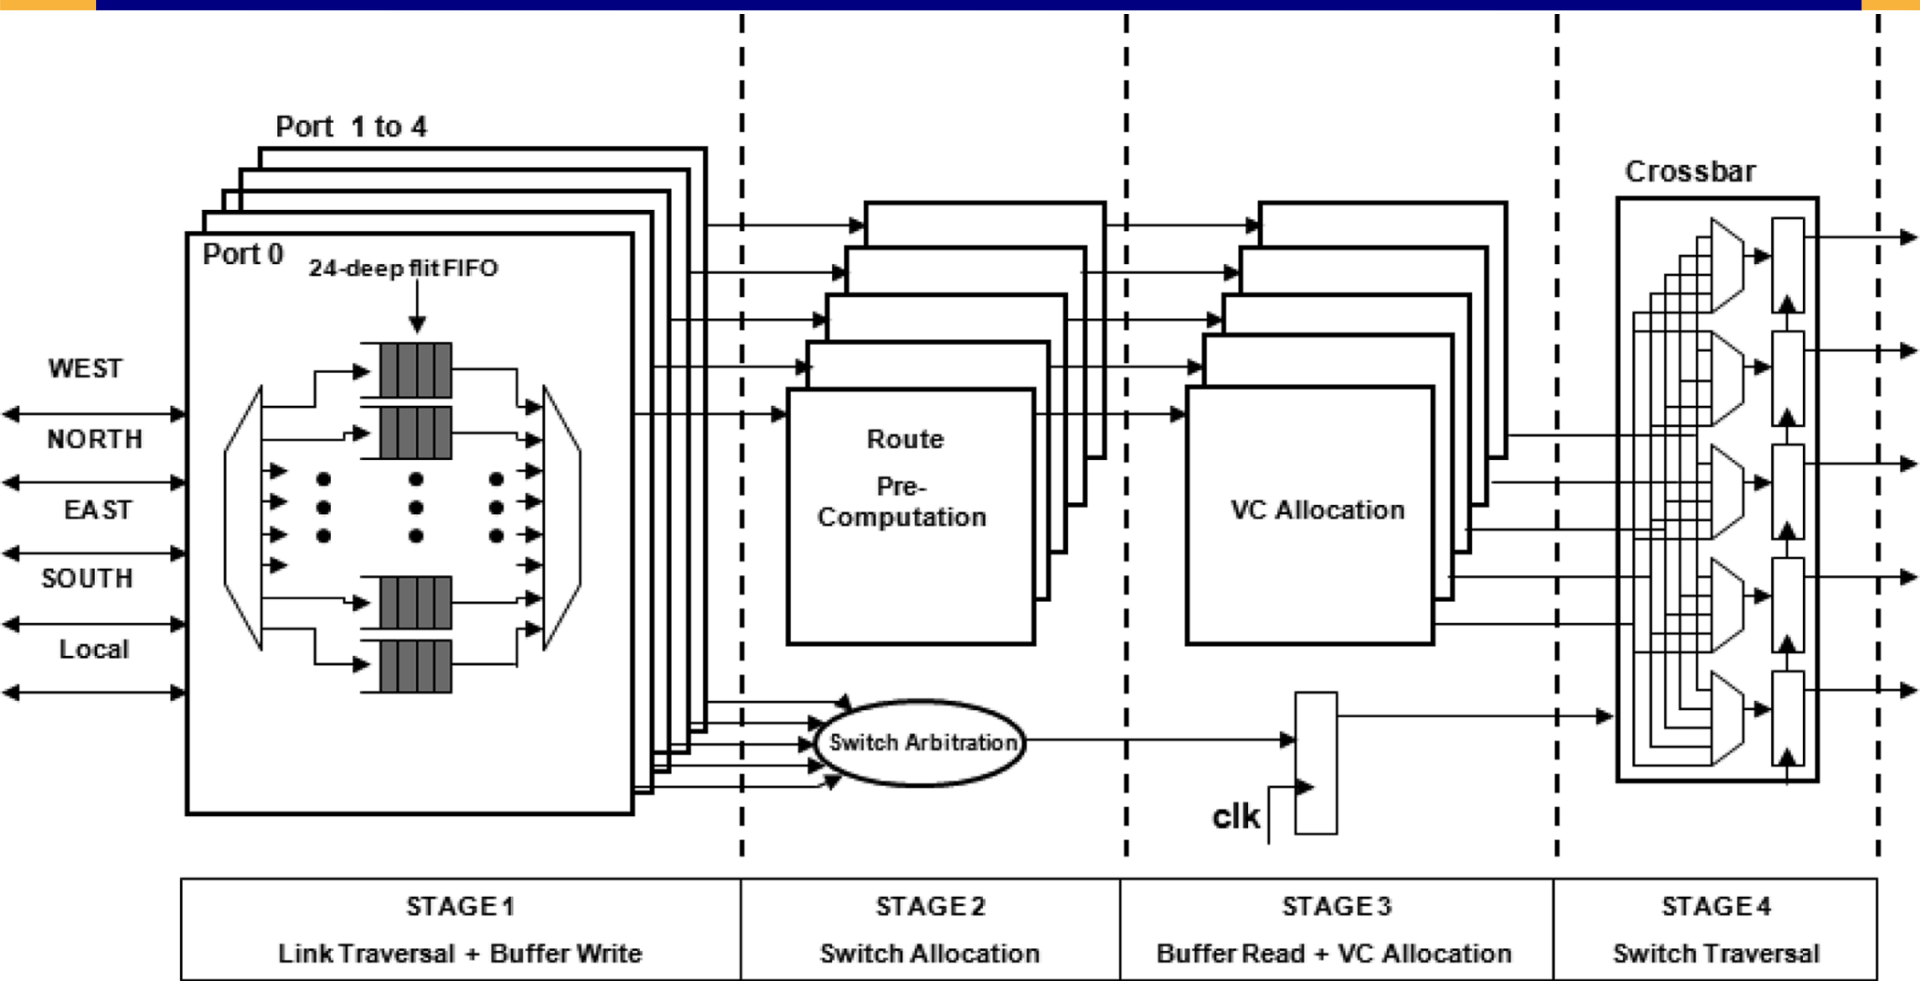 Port 1 to 4
Crossbar
Port 0
24-deep flit FIFO
WEST
NORTH
EAST
SOUTH
Local
Route
Pre-
Computation
VC Allocation
Switch Arbitration
clk
STAGE 1
Link Traversal + Buffer Write
STAGE 2
Switch Allocation
STAGE 3
Buffer Read + VC Allocation
STAGE 4
Switch Traversal